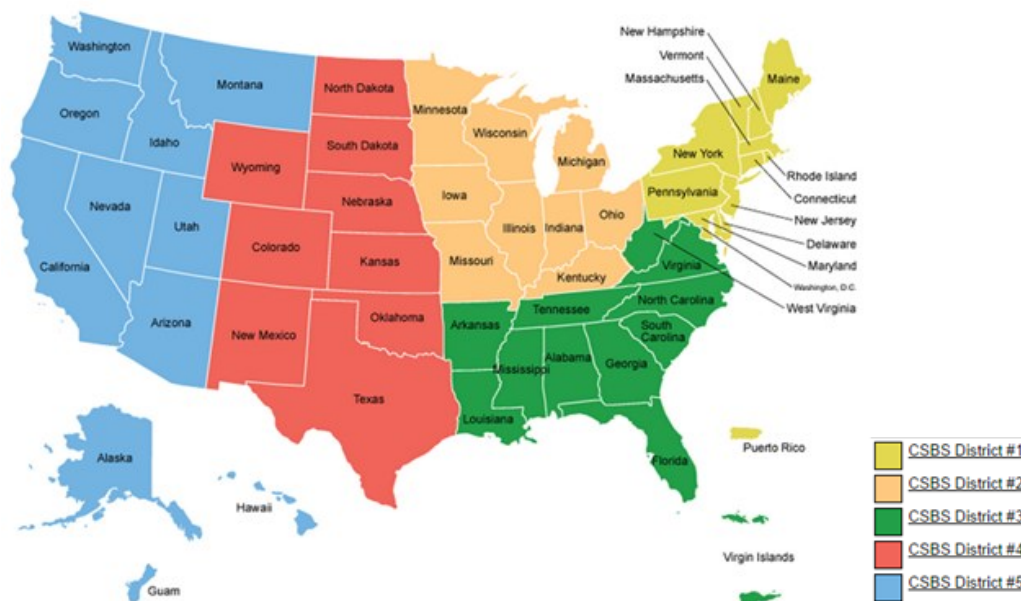 New Hampshire
Vermont
Massachusetts
Maine
Washington
Montana
North Dakota
Minnesota
Oregon
Idaho
Wisconsin
South Dakota
Michigan
New York
Wyoming
Rhode Island
Pennsylvania
Iowa
Connecticut
Nebraska
Nevada
Ohio
New Jersey
Utah
Illinois
Indiana
Colorado
Delaware
Missouri
Kansas
California
Virginia
Maryland
Kentucky
Washington, D.C.
North Carolina
West Virginia
Tennessee
Oklahoma
Arizona
Arkansas
New Mexico
South
Carolina
Alabama
Georgia
Mississippi
Texas
Louisiana
Puerto Rico
Alaska
Florida
Hawaii
Virgin Islands
Guam
CSBS District #1
CSBS District #2
CSBS District #3
CSBS District #4
CSBS District #5